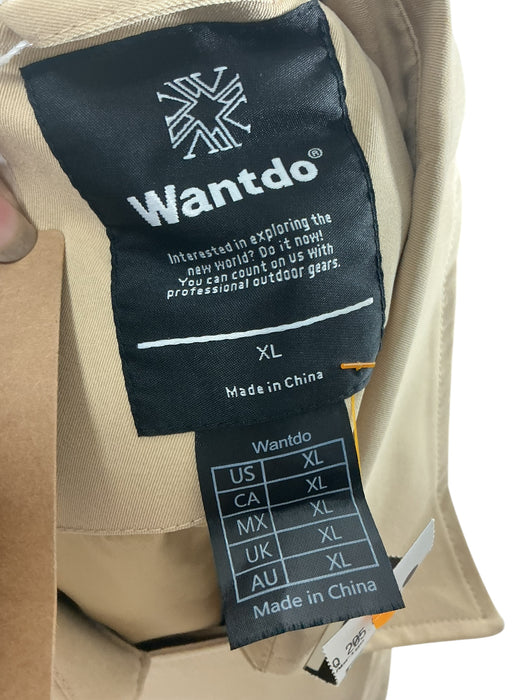 Wantdo®
Interested in exploring the
new world? Do it now!
You can count on us with
professional outdoor gears.
XL
Made in China
Wantdo
US XL
CA XL
MX XL
UK XL
AU XL
Made in China
205